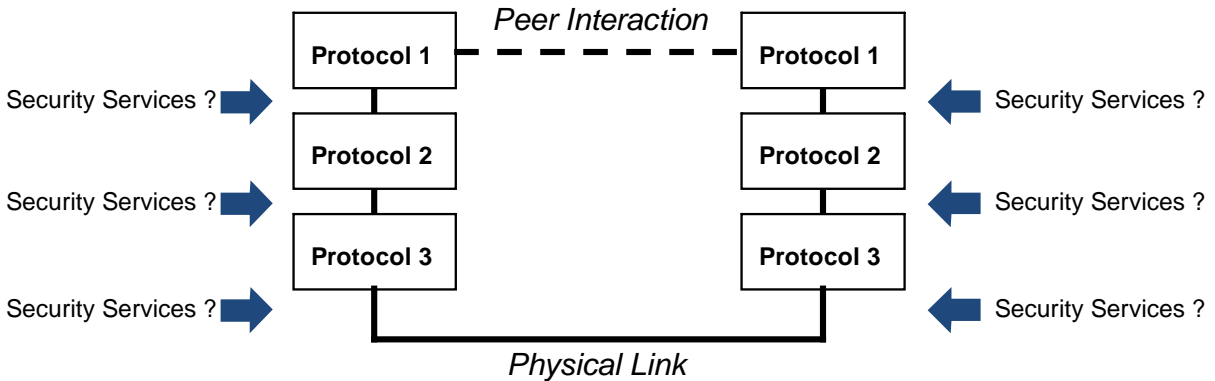 Peer Interaction
Protocol 1
Protocol 1
Security Services ?
Security Services ?
Protocol 2
Protocol 2
Security Services ?
Security Services ?
Protocol 3
Protocol 3
Security Services ?
Security Services ?
Physical Link